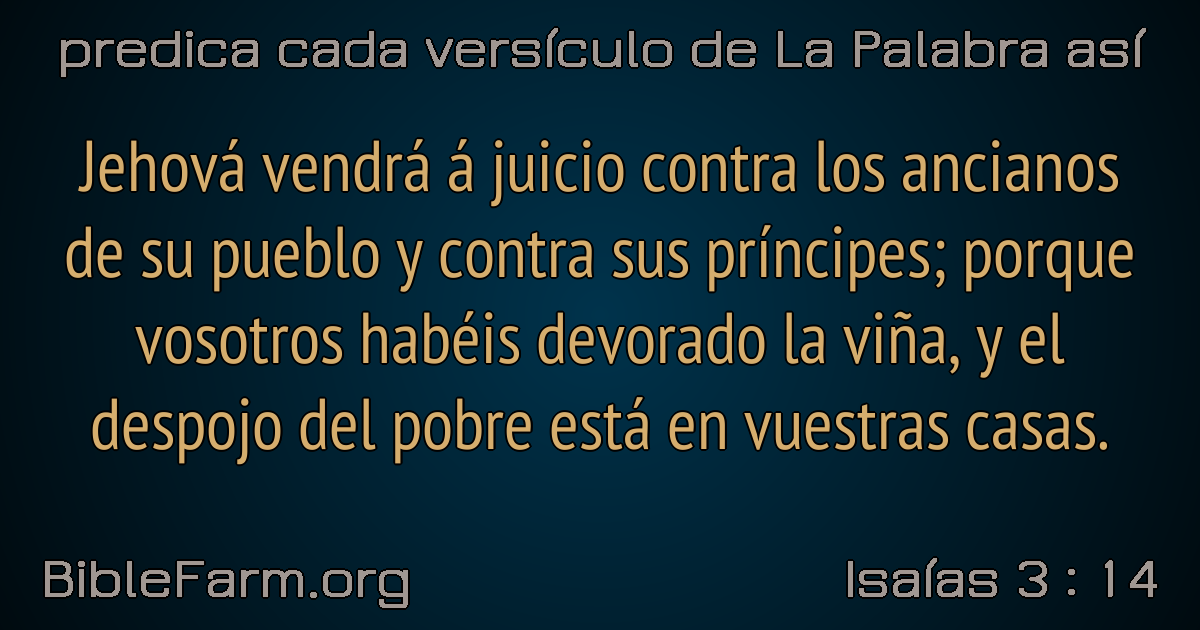 predica cada versículo de La Palabra así
Jehová vendrá á juicio contra los ancianos
de su pueblo y contra sus príncipes; porque
vosotros habéis devorado la viña, y el
despojo del pobre está en vuestras casas.
BibleFarm.org
Isaías 3 : 14